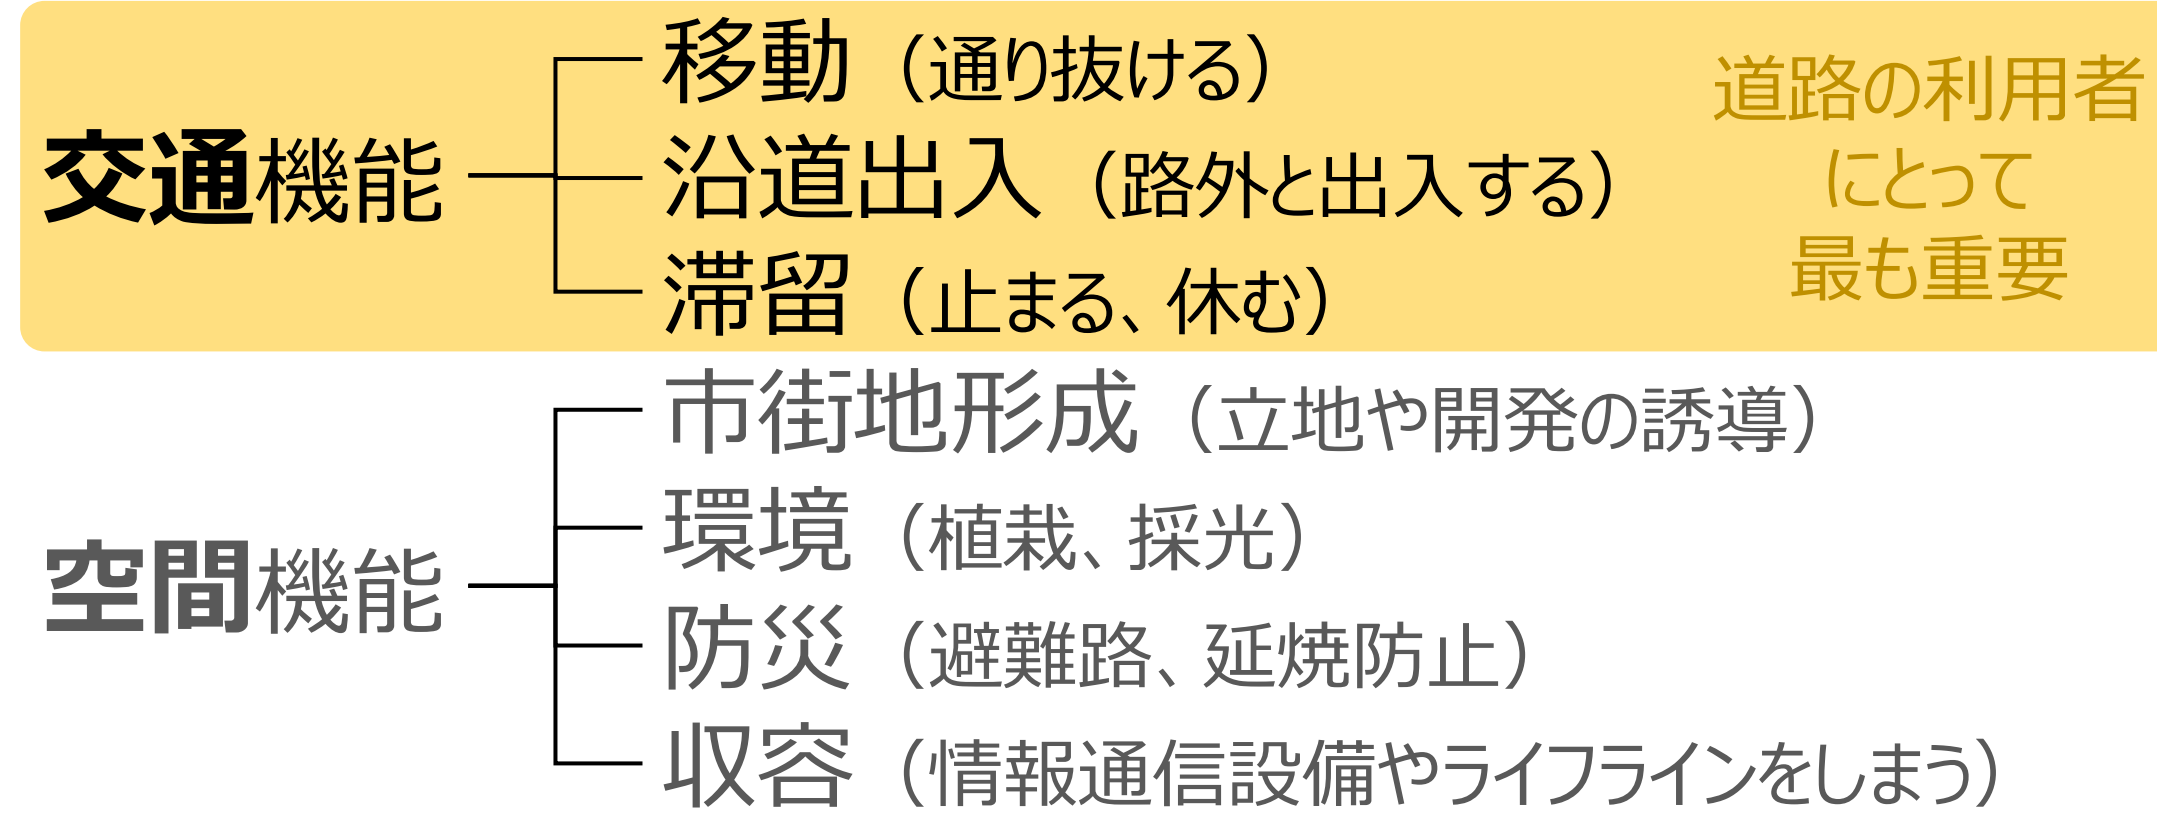 交通機能
移動（通り抜ける）
沿道出入（路外と出入する）
滞留（止まる、休む）
道路の利用者
にとって
最も重要
空間機能
市街地形成（立地や開発の誘導）
環境（植栽、採光）
防災（避難路、延焼防止）
収容（情報通信設備やライフラインをしまう）